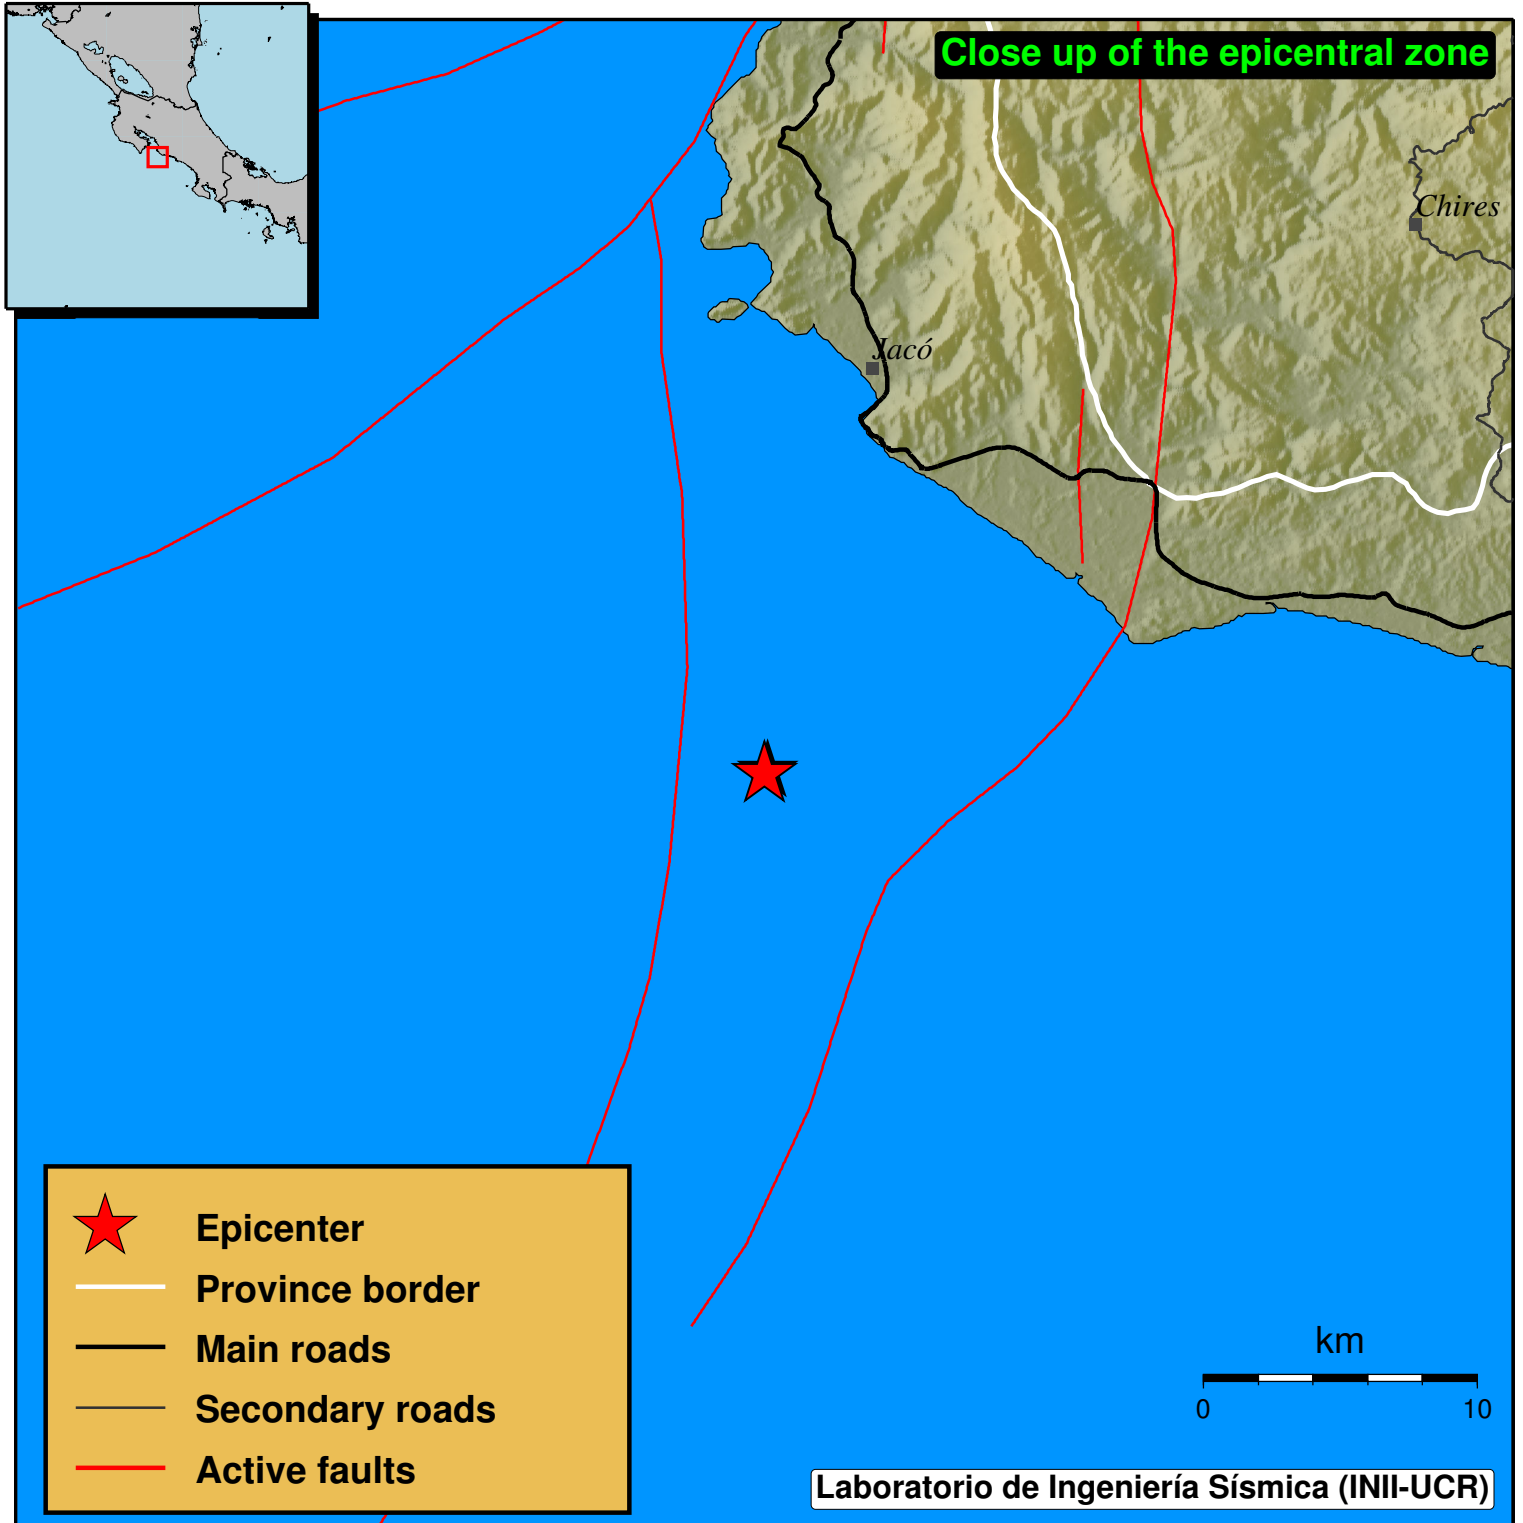 Close up of the epicentral zone
Chires
Jacó
Epicenter
Province border
Main roads
Secondary roads
Active faults
km
0 10
Laboratorio de Ingeniería Sísmica (INII-UCR)